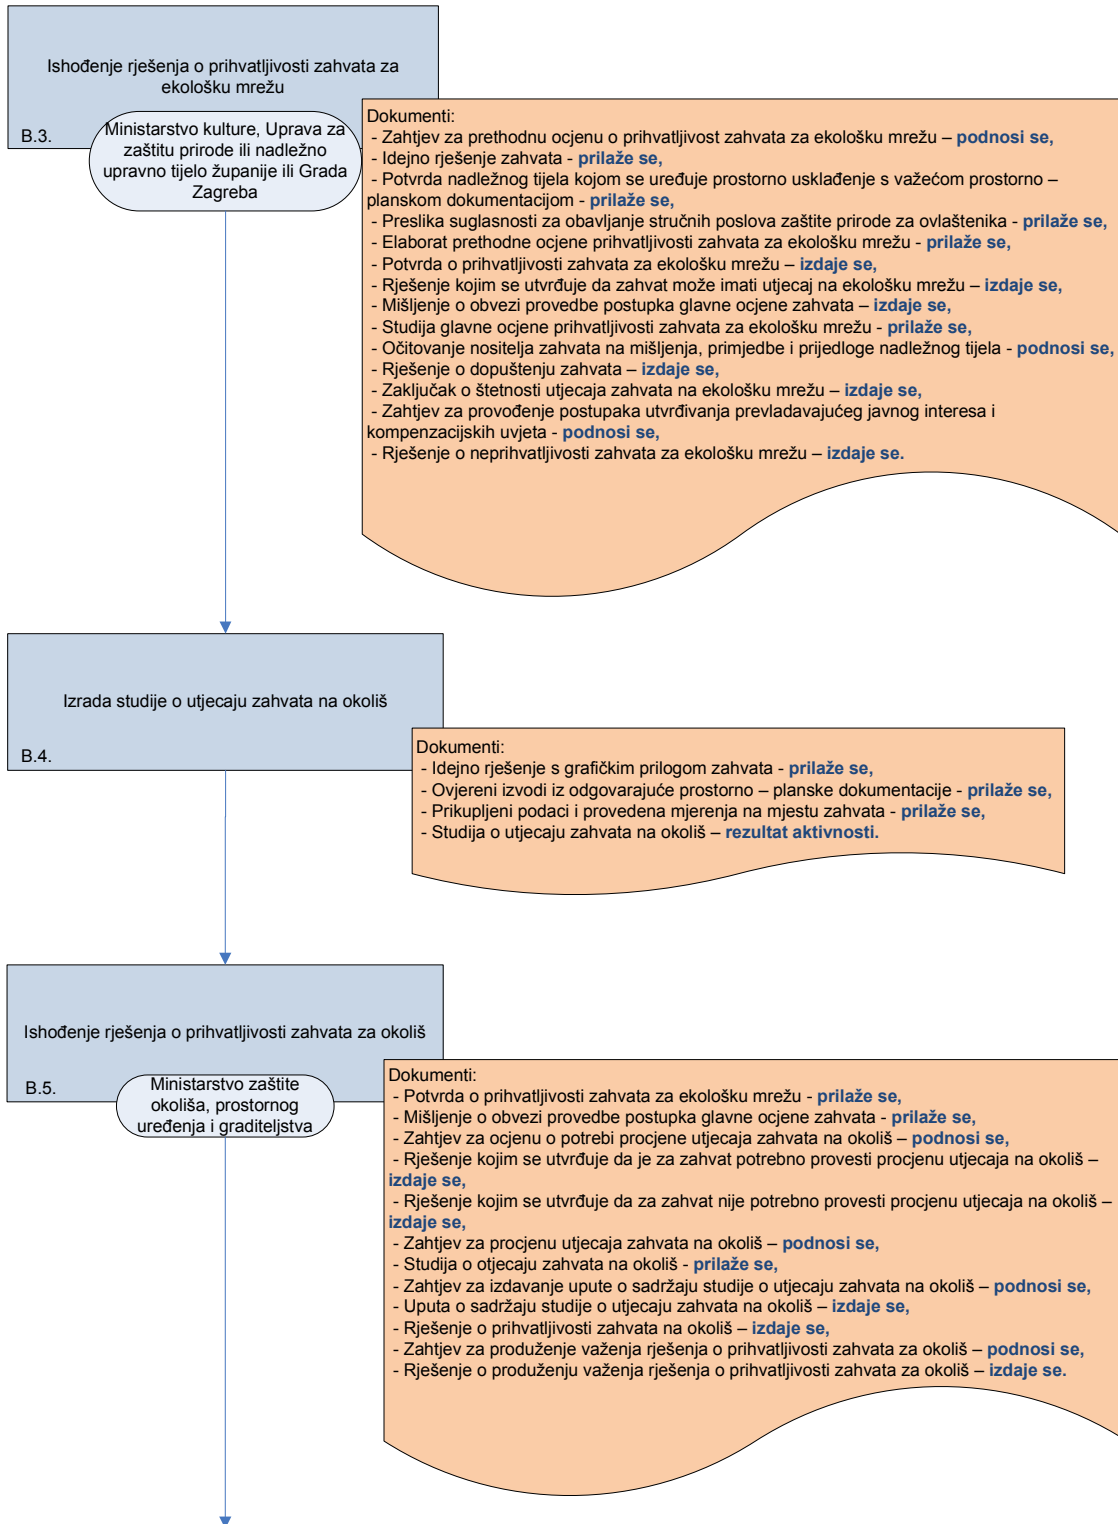 Ishođenje rješenja o prihvatljivosti zahvata za
ekološku mrežu
B.3.
Ministarstvo kulture, Uprava za
zaštitu prirode ili nadležno
upravno tijelo županije ili Grada
Zagreba
Dokumenti:
- Zahtjev za prethodnu ocjenu o prihvatljivost zahvata za ekološku mrežu – podnosi se,
- Idejno rješenje zahvata - prilaže se,
- Potvrda nadležnog tijela kojom se uređuje prostorno usklađenje s važećom prostorno –
planskom dokumentacijom - prilaže se,
- Preslika suglasnosti za obavljanje stručnih poslova zaštite prirode za ovlaštenika - prilaže se,
- Elaborat prethodne ocjene prihvatljivosti zahvata za ekološku mrežu - prilaže se,
- Potvrda o prihvatljivosti zahvata za ekološku mrežu – izdaje se,
- Rješenje kojim se utvrđuje da zahvat može imati utjecaj na ekološku mrežu – izdaje se,
- Mišljenje o obvezi provedbe postupka glavne ocjene zahvata – izdaje se,
- Studija glavne ocjene prihvatljivosti zahvata za ekološku mrežu - prilaže se,
- Očitovanje nositelja zahvata na mišljenja, primjedbe i prijedloge nadležnog tijela - podnosi se,
- Rješenje o dopuštenju zahvata – izdaje se,
- Zaključak o štetnosti utjecaja zahvata na ekološku mrežu – izdaje se,
- Zahtjev za provođenje postupaka utvrđivanja prevladavajućeg javnog interesa i
kompenzacijskih uvjeta - podnosi se,
- Rješenje o neprihvatljivosti zahvata za ekološku mrežu – izdaje se.
Izrada studije o utjecaju zahvata na okoliš
B.4.
Dokumenti:
- Idejno rješenje s grafičkim prilogom zahvata - prilaže se,
- Ovjereni izvodi iz odgovarajuće prostorno – planske dokumentacije - prilaže se,
- Prikupljeni podaci i provedena mjerenja na mjestu zahvata - prilaže se,
- Studija o utjecaju zahvata na okoliš – rezultat aktivnosti.
Ishođenje rješenja o prihvatljivosti zahvata za okoliš
B.5.
Ministarstvo zaštite
okoliša, prostornog
uređenja i graditeljstva
Dokumenti:
- Potvrda o prihvatljivosti zahvata za ekološku mrežu - prilaže se,
- Mišljenje o obvezi provedbe postupka glavne ocjene zahvata - prilaže se,
- Zahtjev za ocjenu o potrebi procjene utjecaja zahvata na okoliš – podnosi se,
- Rješenje kojim se utvrđuje da je za zahvat potrebno provesti procjenu utjecaja na okoliš –
izdaje se,
- Rješenje kojim se utvrđuje da za zahvat nije potrebno provesti procjenu utjecaja na okoliš –
izdaje se,
- Zahtjev za procjenu utjecaja zahvata na okoliš – podnosi se,
- Studija o otjecaju zahvata na okoliš - prilaže se,
- Zahtjev za izdavanje upute o sadržaju studije o utjecaju zahvata na okoliš – podnosi se,
- Uputa o sadržaju studije o utjecaju zahvata na okoliš – izdaje se,
- Rješenje o prihvatljivosti zahvata na okoliš – izdaje se,
- Zahtjev za produženje važenja rješenja o prihvatljivosti zahvata za okoliš – podnosi se,
- Rješenje o produženju važenja rješenja o prihvatljivosti zahvata za okoliš – izdaje se.